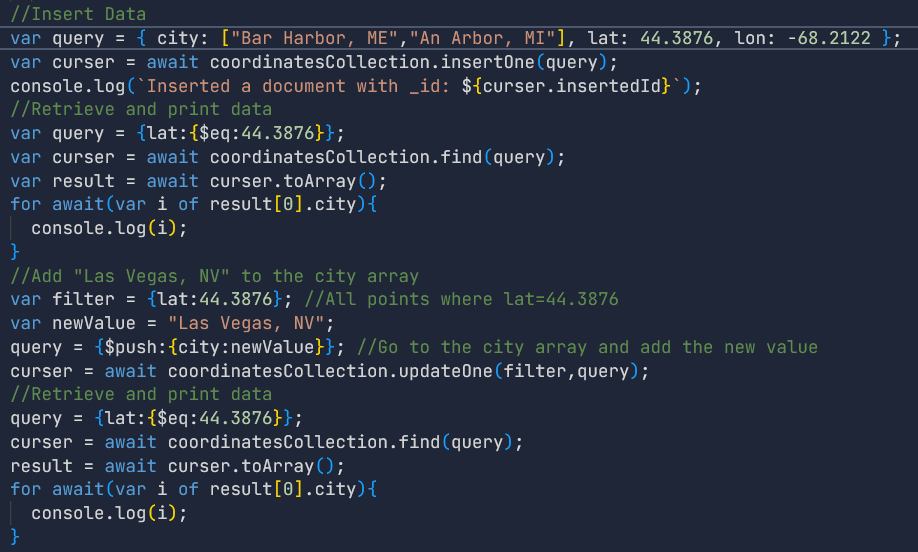 //Insert Data
var query = { city: ["Bar Harbor, ME","An Arbor, MI"], lat: 44.3876, lon: -68.2122 };
var curser = await coordinatesCollection.insertOne(query);
console.log(`Inserted a document with _id: ${curser.insertedId}`);
//Retrieve and print data
var query = {lat:{$eq:44.3876}};
var curser = await coordinatesCollection.find(query);
var result = await curser.toArray();
for await(var i of result[0].city){
  console.log(i);
}
//Add "Las Vegas, NV" to the city array
var filter = {lat:44.3876}; //All points where lat=44.3876
var newValue = "Las Vegas, NV";
query = {$push:{city:newValue}}; //Go to the city array and add the new value
curser = await coordinatesCollection.updateOne(filter,query);
//Retrieve and print data
query = {lat:{$eq:44.3876}};
curser = await coordinatesCollection.find(query);
result = await curser.toArray();
for await(var i of result[0].city){
  console.log(i);
}